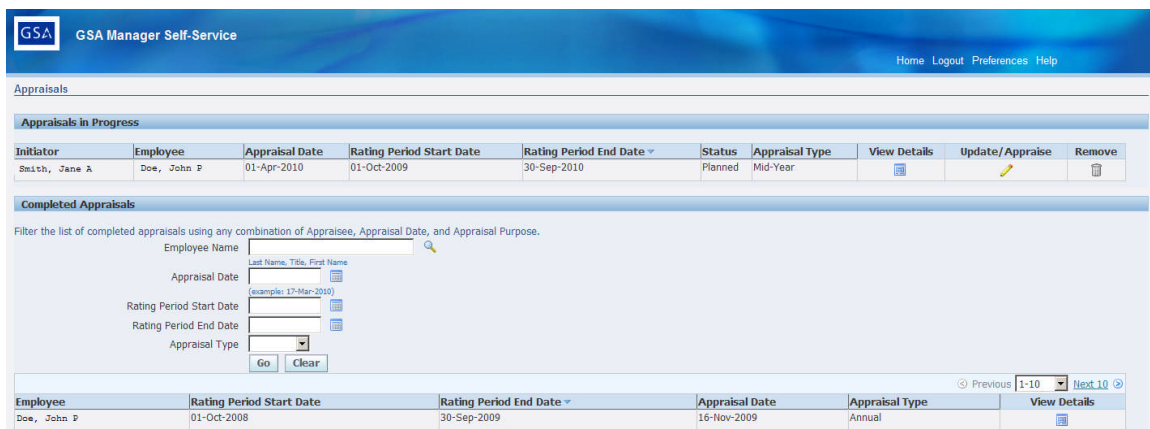 GSA GSA Manager Self-Service
Home Logout Preferences Help
Appraisals
Appraisals in Progress
Initiator Employee Appraisal Date Rating Period Start Date Rating Period End Date Status Appraisal Type View Details Update/Appraise Remove
Smith, Jane A Doe, John P 01-Apr-2010 01-Oct-2009 30-Sep-2010 Planned Mid-Year
Completed Appraisals
Filter the list of completed appraisals using any combination of Appraisee, Appraisal Date, and Appraisal Purpose.
Employee Name
Last Name, Title, First Name
Appraisal Date
(example: 17-Mar-2010)
Rating Period Start Date
Rating Period End Date
Appraisal Type
Go Clear
Previous 1-10 Next 10
Employee Rating Period Start Date Rating Period End Date Appraisal Date Appraisal Type View Details
Doe, John P 01-Oct-2008 30-Sep-2009 16-Nov-2009 Annual